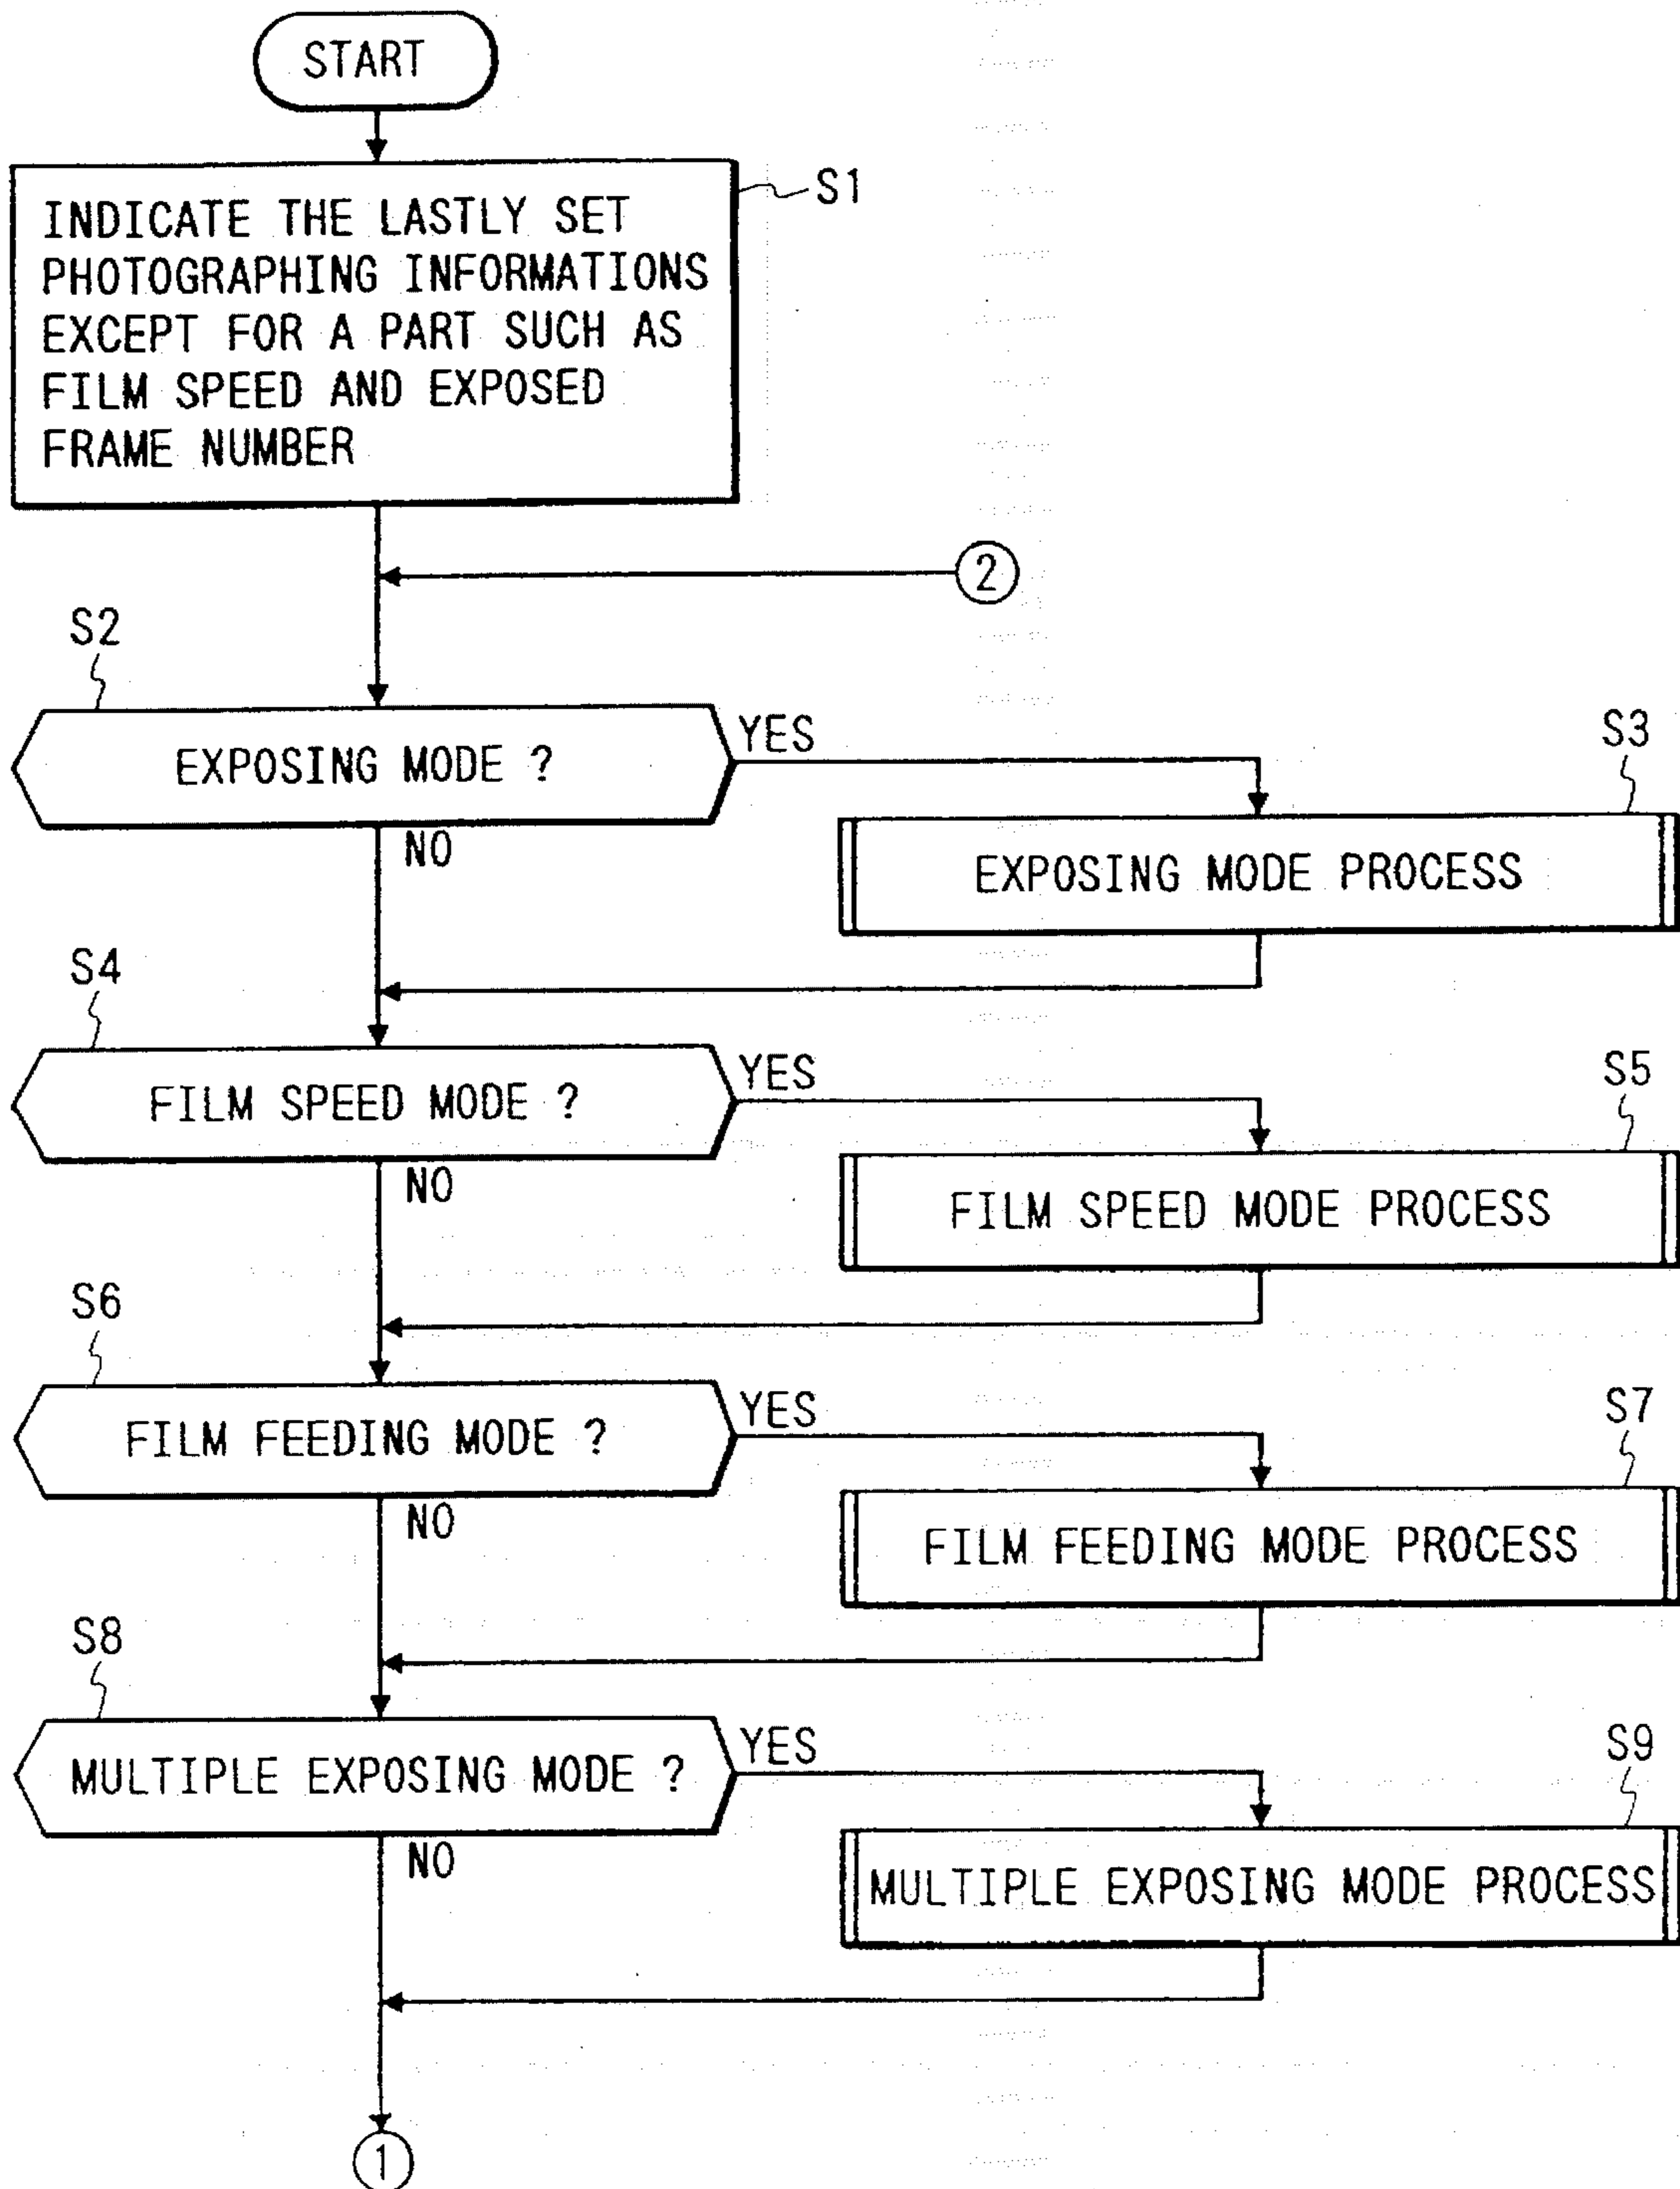 START
S1
INDICATE THE LASTLY SET
PHOTOGRAPHING INFORMATIONS
EXCEPT FOR A PART SUCH AS
FILM SPEED AND EXPOSED
FRAME NUMBER
2
S2
EXPOSING MODE ?
YES
NO
S3
EXPOSING MODE PROCESS
S4
FILM SPEED MODE ?
YES
NO
S5
FILM SPEED MODE PROCESS
S6
FILM FEEDING MODE ?
YES
NO
S7
FILM FEEDING MODE PROCESS
S8
MULTIPLE EXPOSING MODE ?
YES
NO
S9
MULTIPLE EXPOSING MODE PROCESS
1